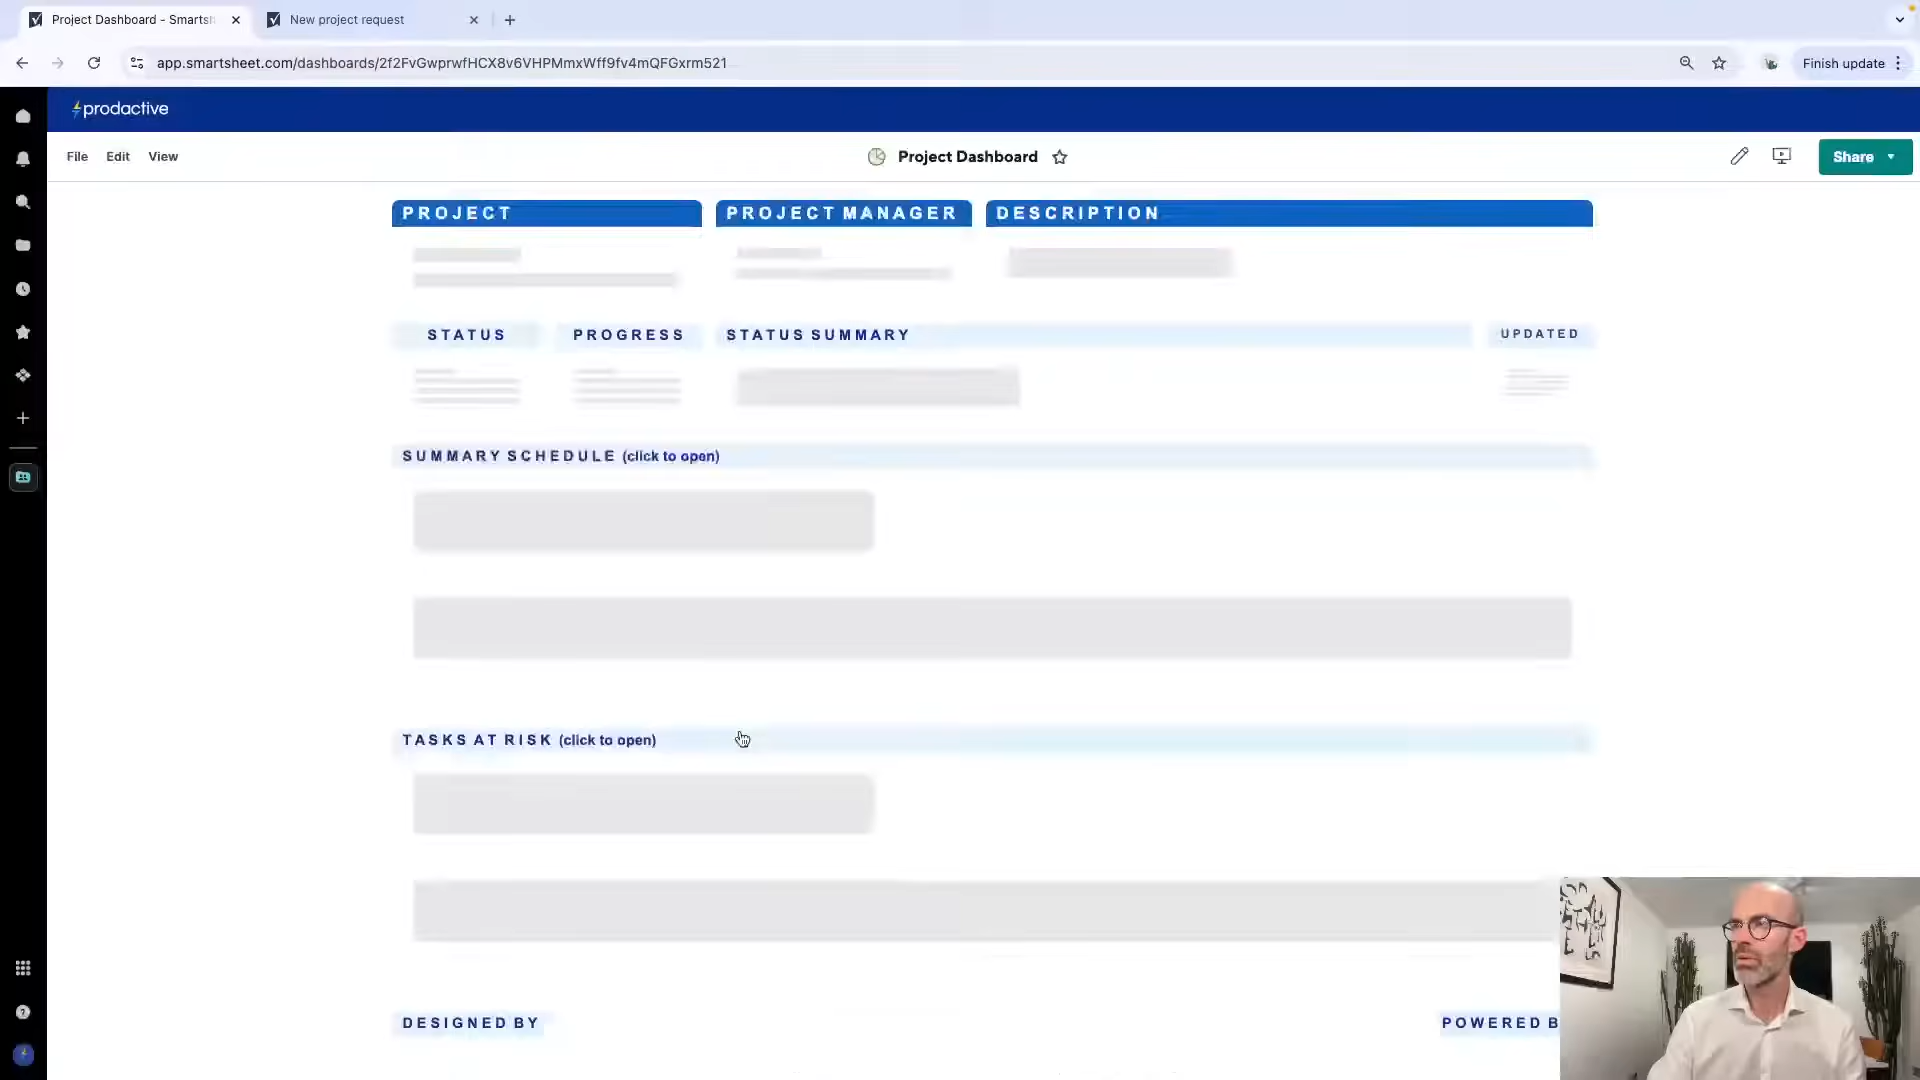 Project Dashboard - Smartsh
New project request
app.smartsheet.com/dashboards/2f2FvGwprwfHCX8v6VHPMmxWff9fv4mQFGxrm521
Finish update
prodactive
File Edit View
Project Dashboard
Share
PROJECT
PROJECT MANAGER
DESCRIPTION
STATUS
PROGRESS
STATUS SUMMARY
UPDATED
SUMMARY SCHEDULE (click to open)
TASKS AT RISK (click to open)
DESIGNED BY
POWERED B